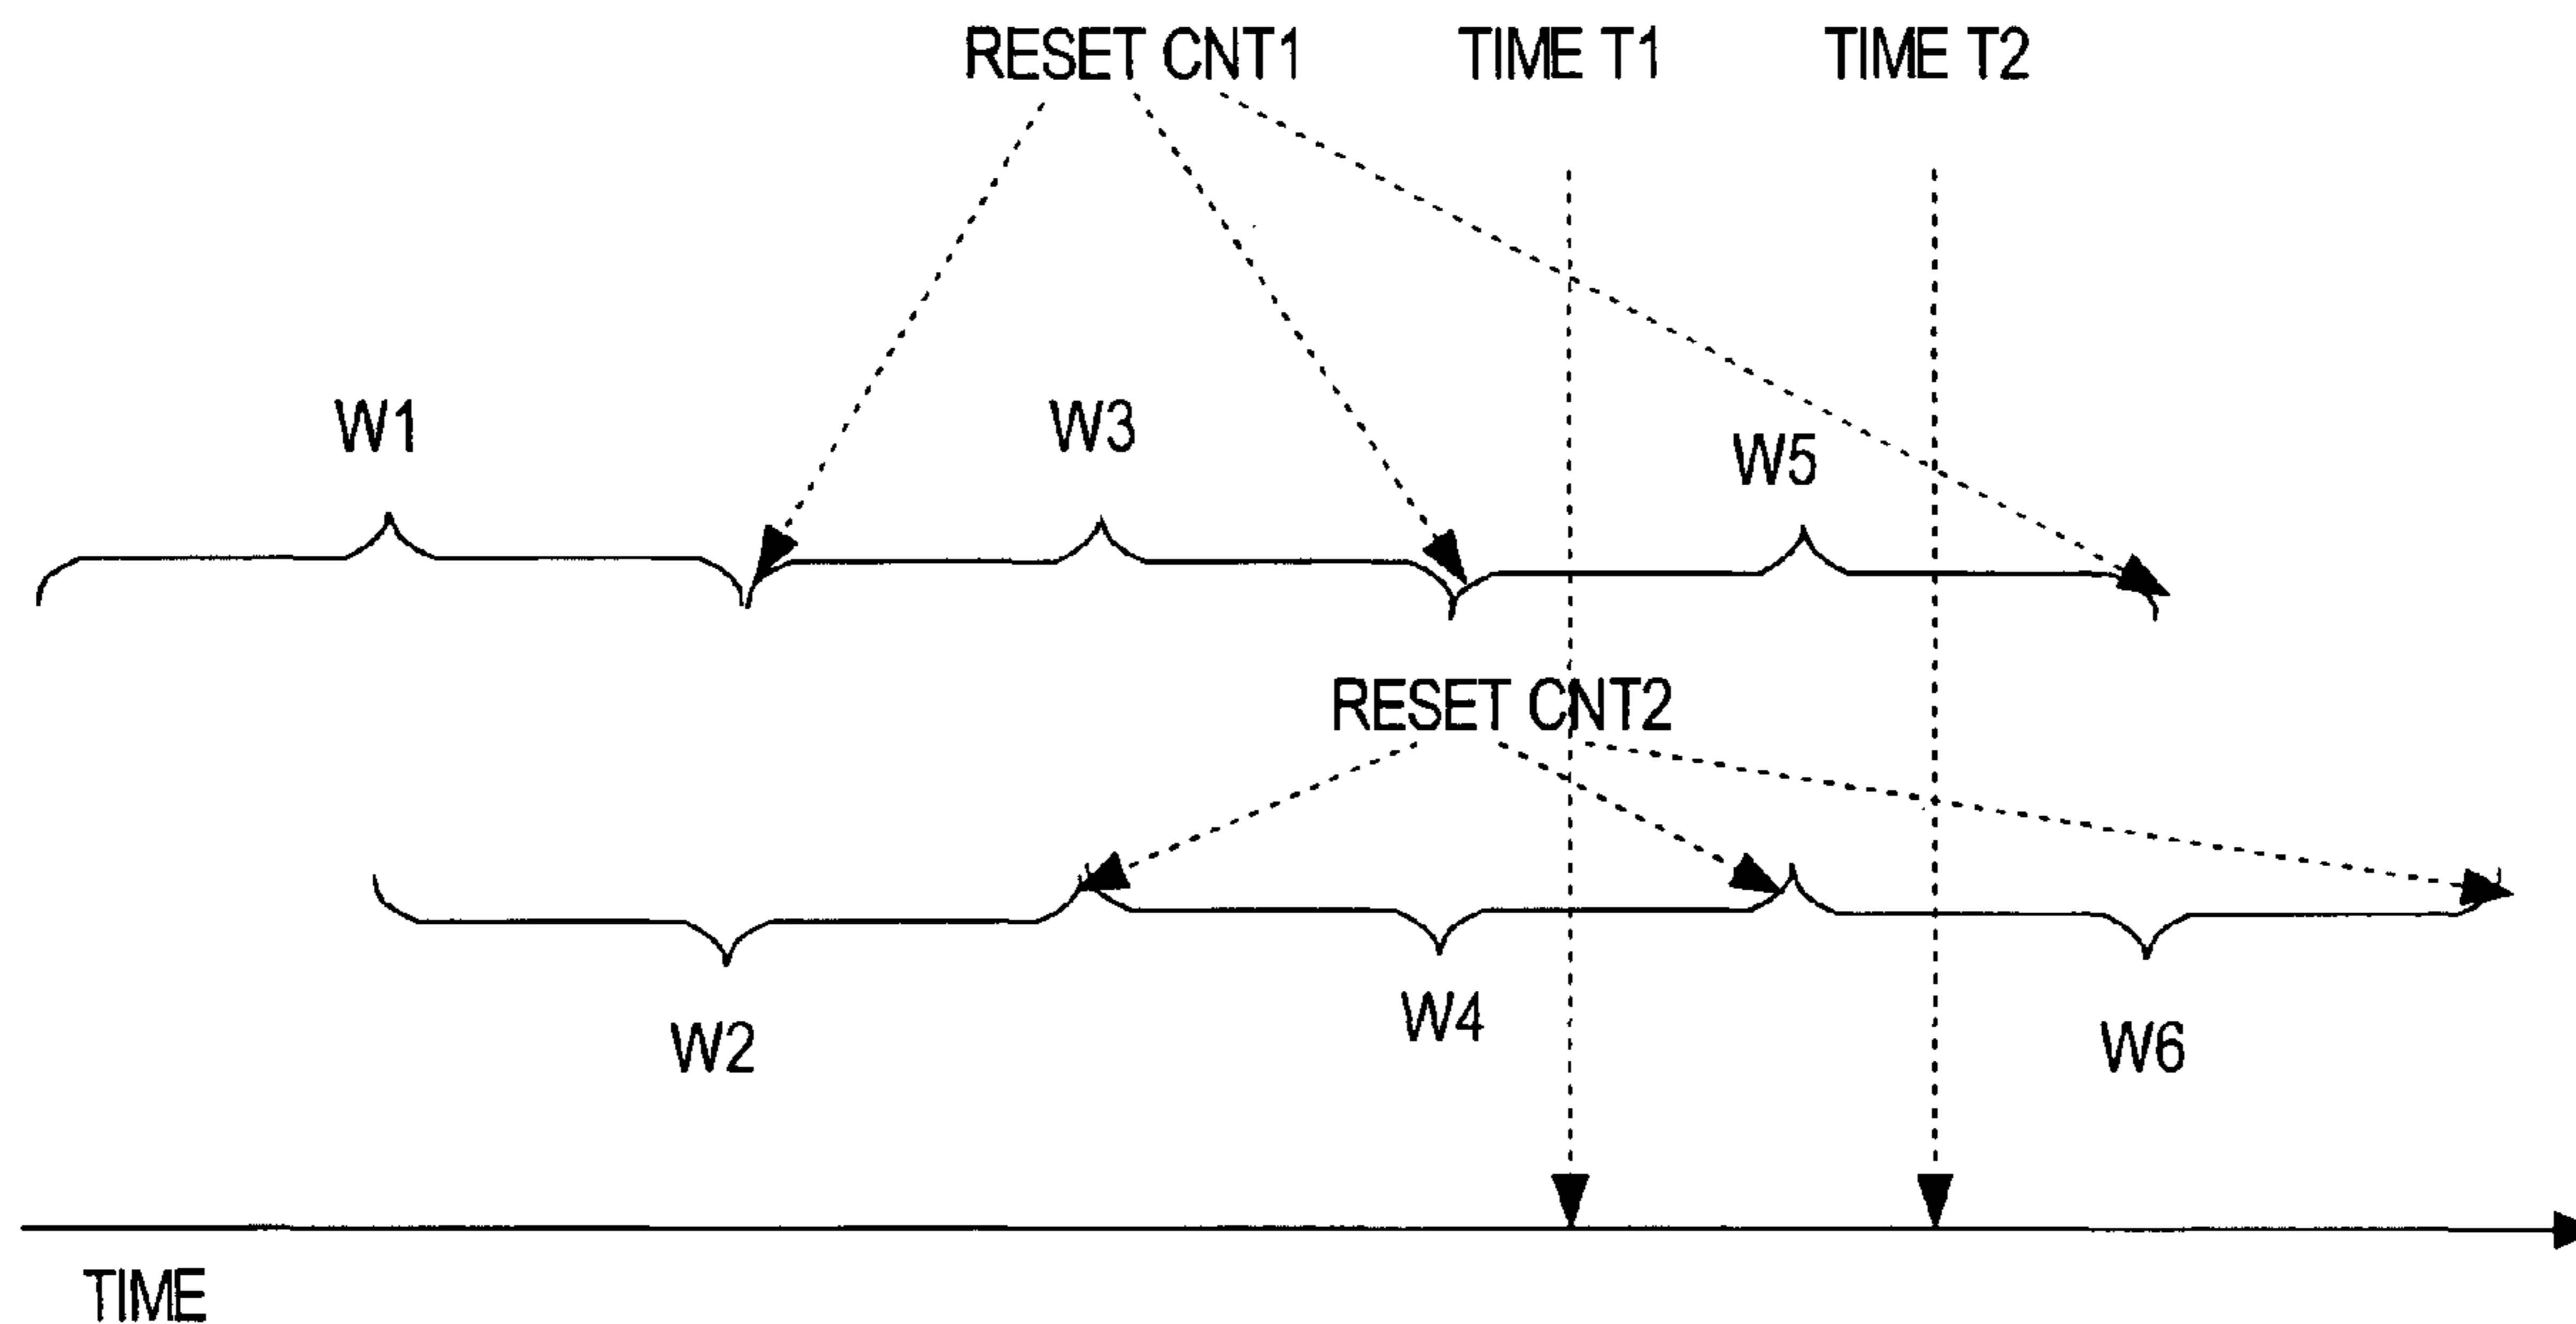 RESET CNT1 TIME T1 TIME T2
W1 W3 W5
RESET CNT2
W2 W4 W6
TIME